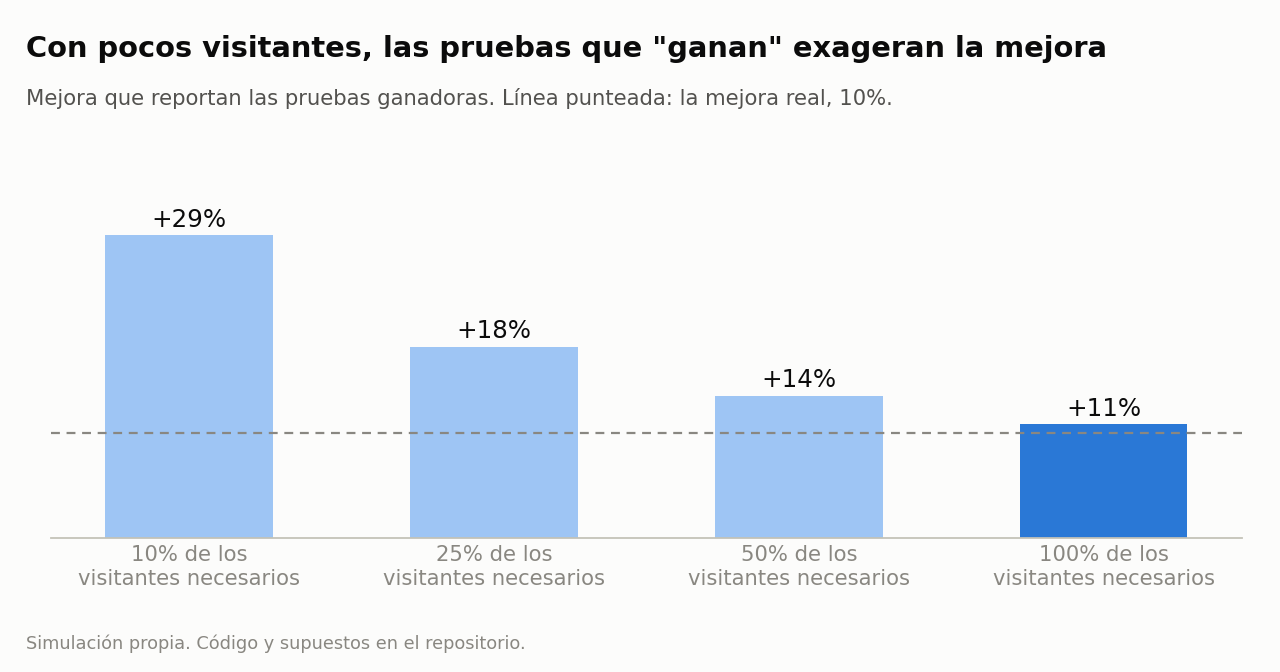 Con pocos visitantes, las pruebas que "ganan" exageran la mejora
Mejora que reportan las pruebas ganadoras. Línea punteada: la mejora real, 10%.
+29%
+18%
+14%
+11%
10% de los
visitantes necesarios
25% de los
visitantes necesarios
50% de los
visitantes necesarios
100% de los
visitantes necesarios
Simulación propia. Código y supuestos en el repositorio.